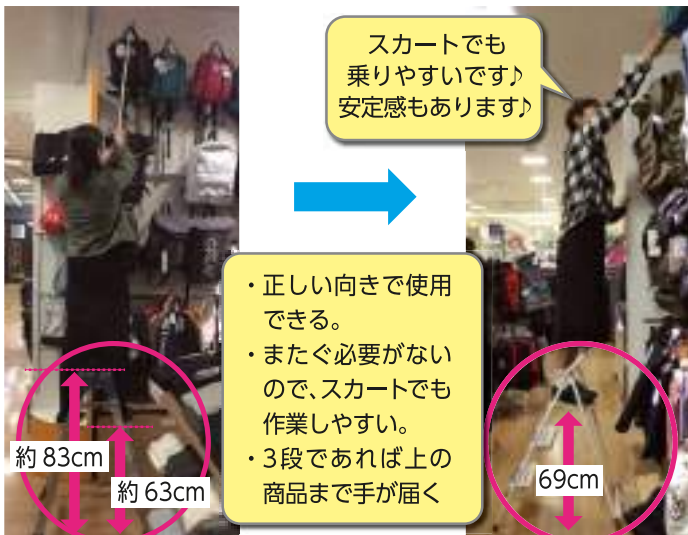 スカートでも
乗りやすいです♪
安定感もあります♪
・正しい向きで使用
できる。
・またぐ必要がない
ので、スカートでも
作業しやすい。
・3段であれば上の
商品まで手が届く
約83cm
約63cm
69cm